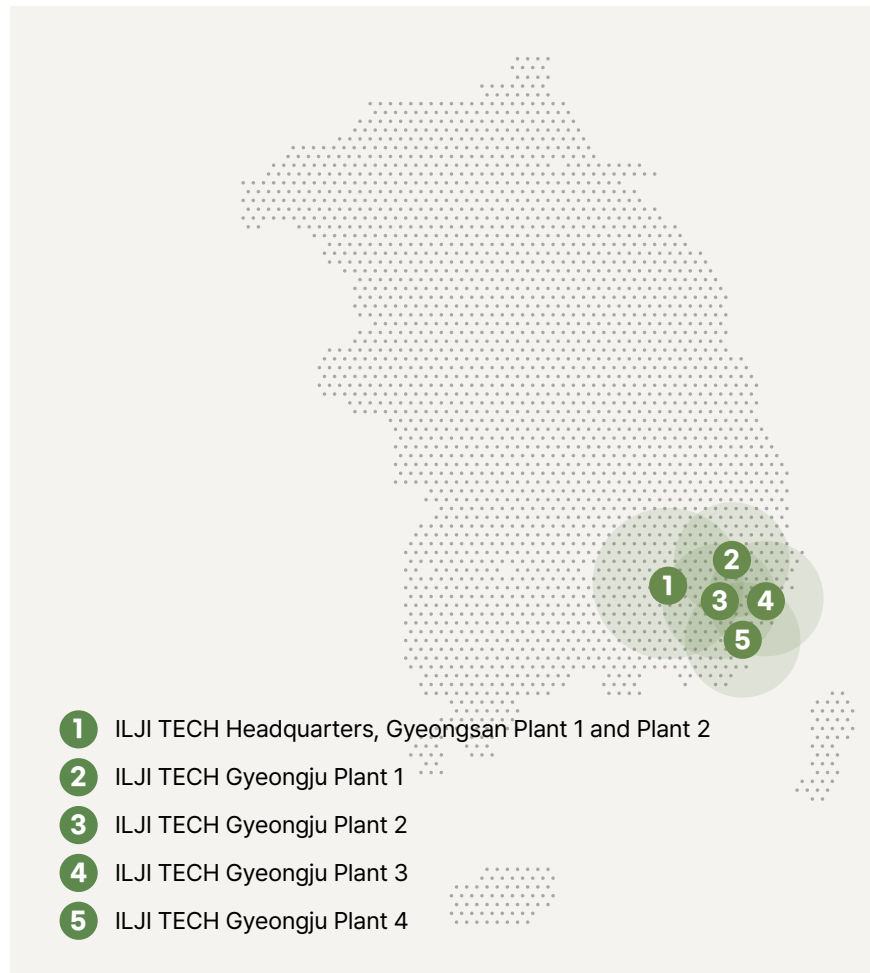 2
1
3
4
5
1 ILJI TECH Headquarters, Gyeongsan Plant 1 and Plant 2
2 ILJI TECH Gyeongju Plant 1
3 ILJI TECH Gyeongju Plant 2
4 ILJI TECH Gyeongju Plant 3
5 ILJI TECH Gyeongju Plant 4